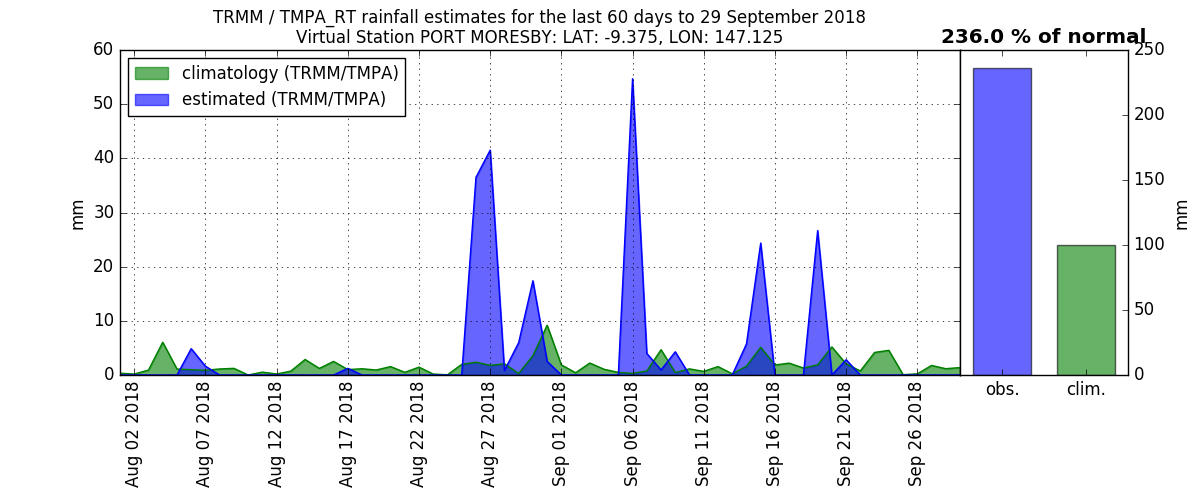 TRMM / TMPA_RT rainfall estimates for the last 60 days to 29 September 2018
Virtual Station PORT MORESBY: LAT: -9.375, LON: 147.125
236.0 % of normal
climatology (TRMM/TMPA)
estimated (TRMM/TMPA)
60
50
40
30
20
10
0
mm
Aug 02 2018
Aug 07 2018
Aug 12 2018
Aug 17 2018
Aug 22 2018
Aug 27 2018
Sep 01 2018
Sep 06 2018
Sep 11 2018
Sep 16 2018
Sep 21 2018
Sep 26 2018
250
200
150
100
50
0
mm
obs.
clim.